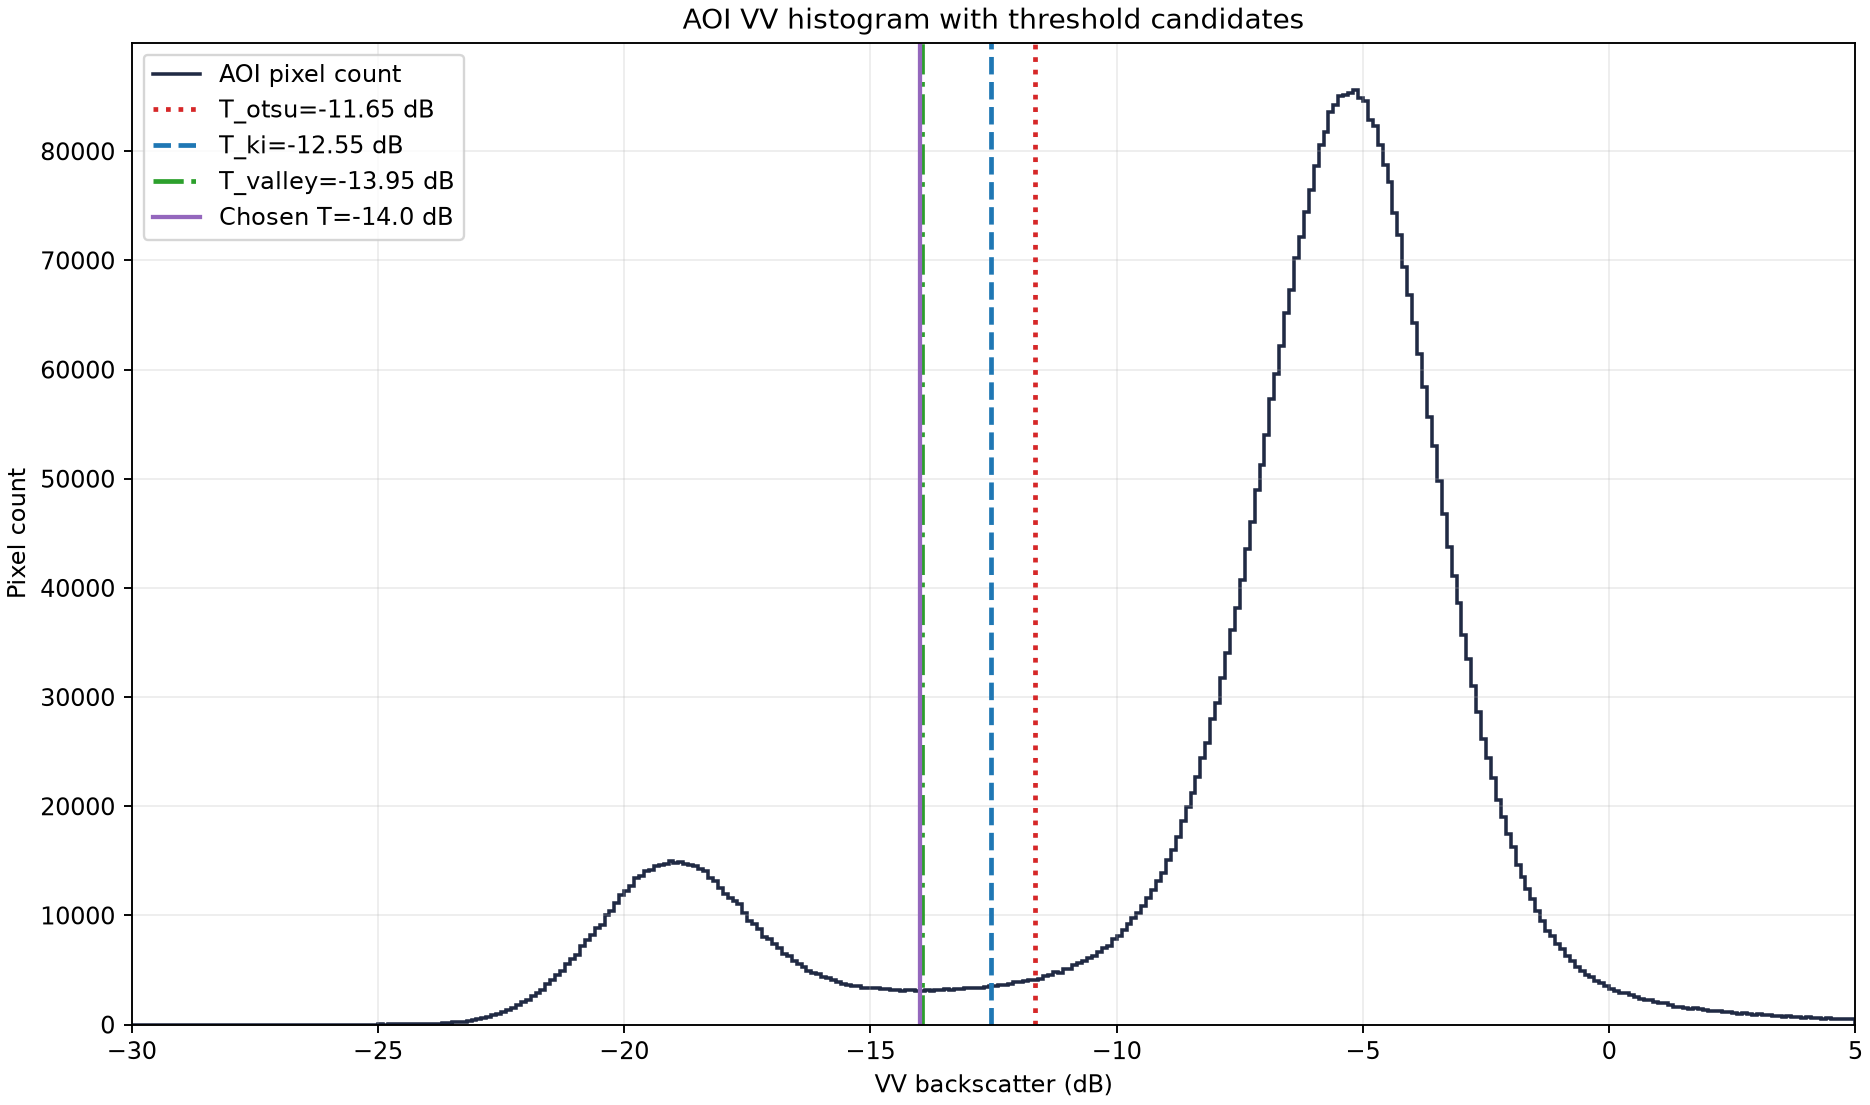 AOI VV histogram with threshold candidates
AOI pixel count
T_otsu=-11.65 dB
T_ki=-12.55 dB
T_valley=-13.95 dB
Chosen T=-14.0 dB
Pixel count
80000
70000
60000
50000
40000
30000
20000
10000
0
−30 −25 −20 −15 −10 −5 0 5
VV backscatter (dB)